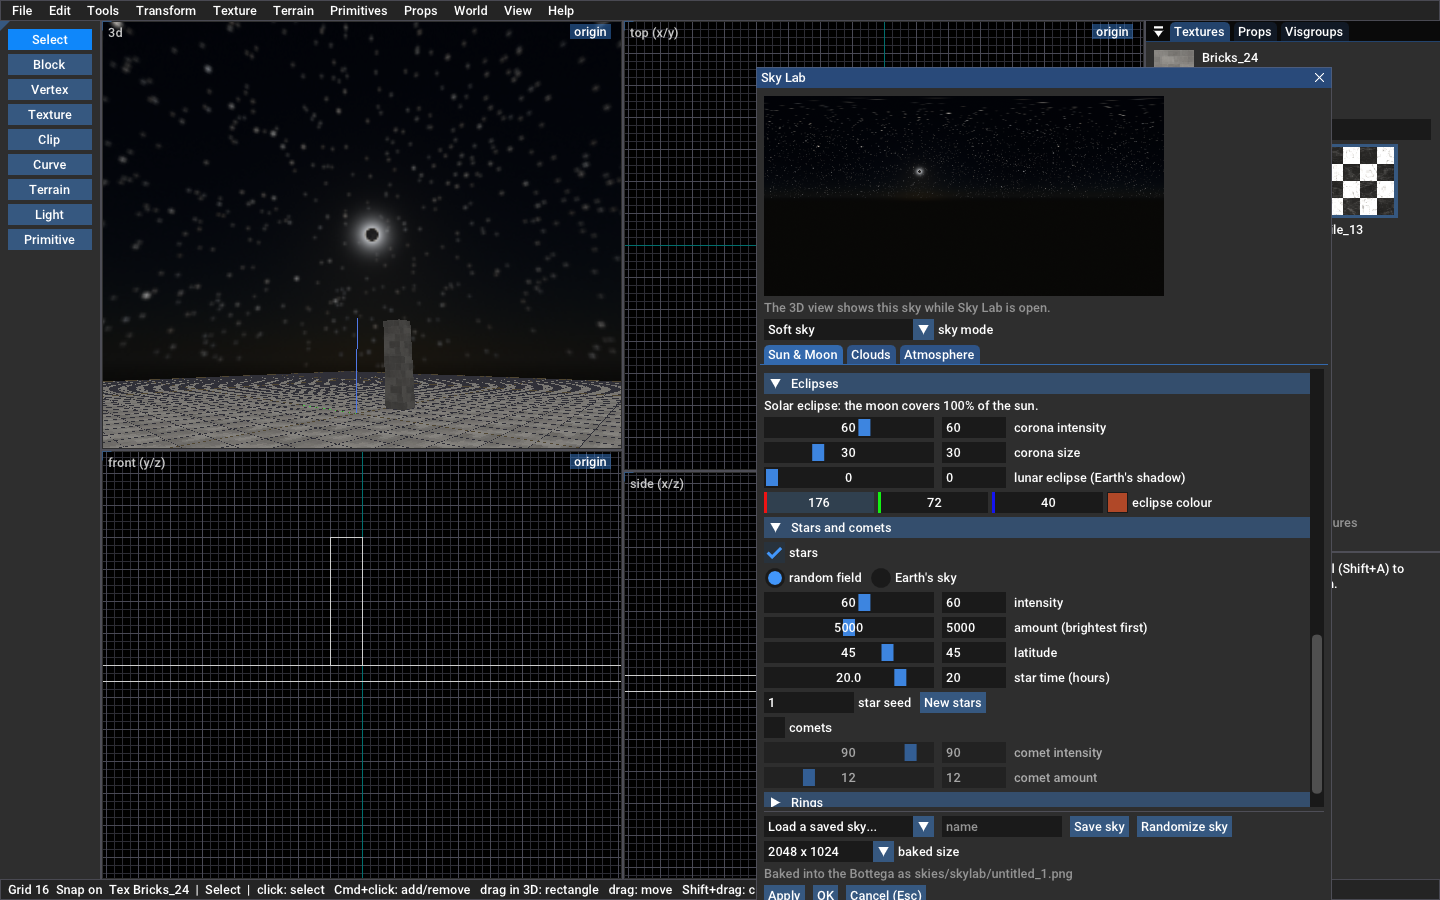 File Edit Tools Transform Texture Terrain Primitives Props World View Help
Select
Block
Vertex
Texture
Clip
Curve
Terrain
Light
Primitive
3d
origin
top (x/y)
origin
front (y/z)
origin
side (x/z)
Textures Props Visgroups
Bricks_24
ile_13
ures
l (Shift+A) to
Sky Lab
The 3D view shows this sky while Sky Lab is open.
Soft sky sky mode
Sun & Moon Clouds Atmosphere
Eclipses
Solar eclipse: the moon covers 100% of the sun.
60 60 corona intensity
30 30 corona size
0 0 lunar eclipse (Earth's shadow)
176 72 40 eclipse colour
Stars and comets
stars
random field Earth's sky
60 60 intensity
5000 5000 amount (brightest first)
45 45 latitude
20.0 20 star time (hours)
1 star seed New stars
comets
90 90 comet intensity
12 12 comet amount
Rings
Load a saved sky... name Save sky Randomize sky
2048 x 1024 baked size
Baked into the Bottega as skies/skylab/untitled_1.png
Apply OK Cancel (Esc)
Grid 16 Snap on Tex Bricks_24 | Select | click: select Cmd+click: add/remove drag in 3D: rectangle drag: move Shift+drag: c